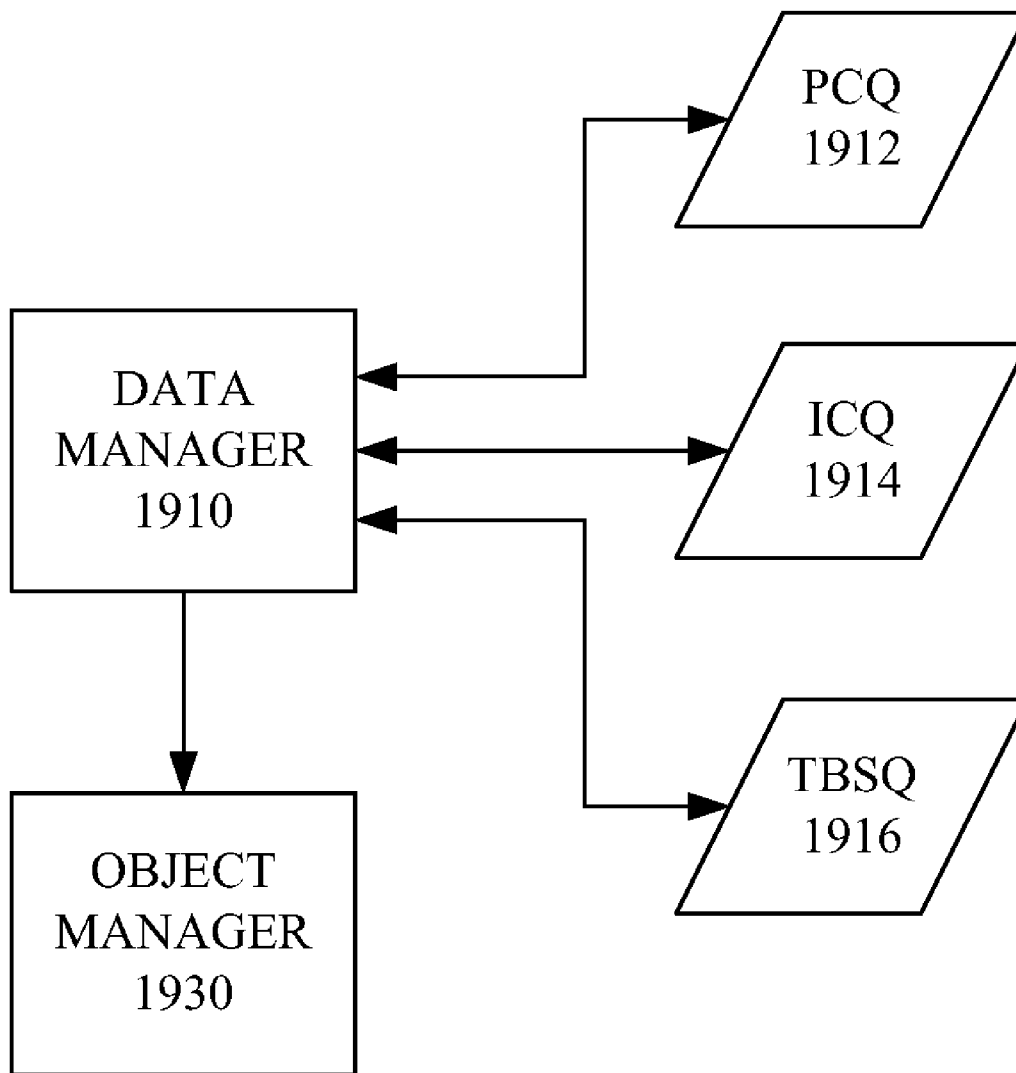 PCQ
1912
DATA
MANAGER
1910
ICQ
1914
TBSQ
1916
OBJECT
MANAGER
1930